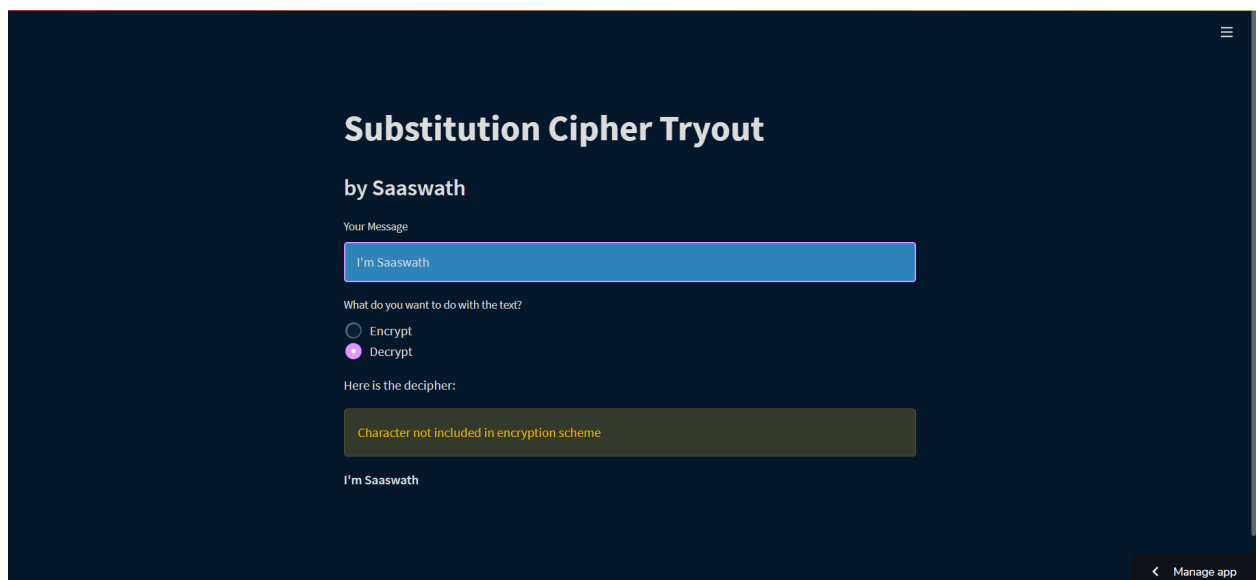 Substitution Cipher Tryout
by Saaswath
Your Message
I'm Saaswath
What do you want to do with the text?
Encrypt
Decrypt
Here is the decipher:
Character not included in encryption scheme
I'm Saaswath
Manage app